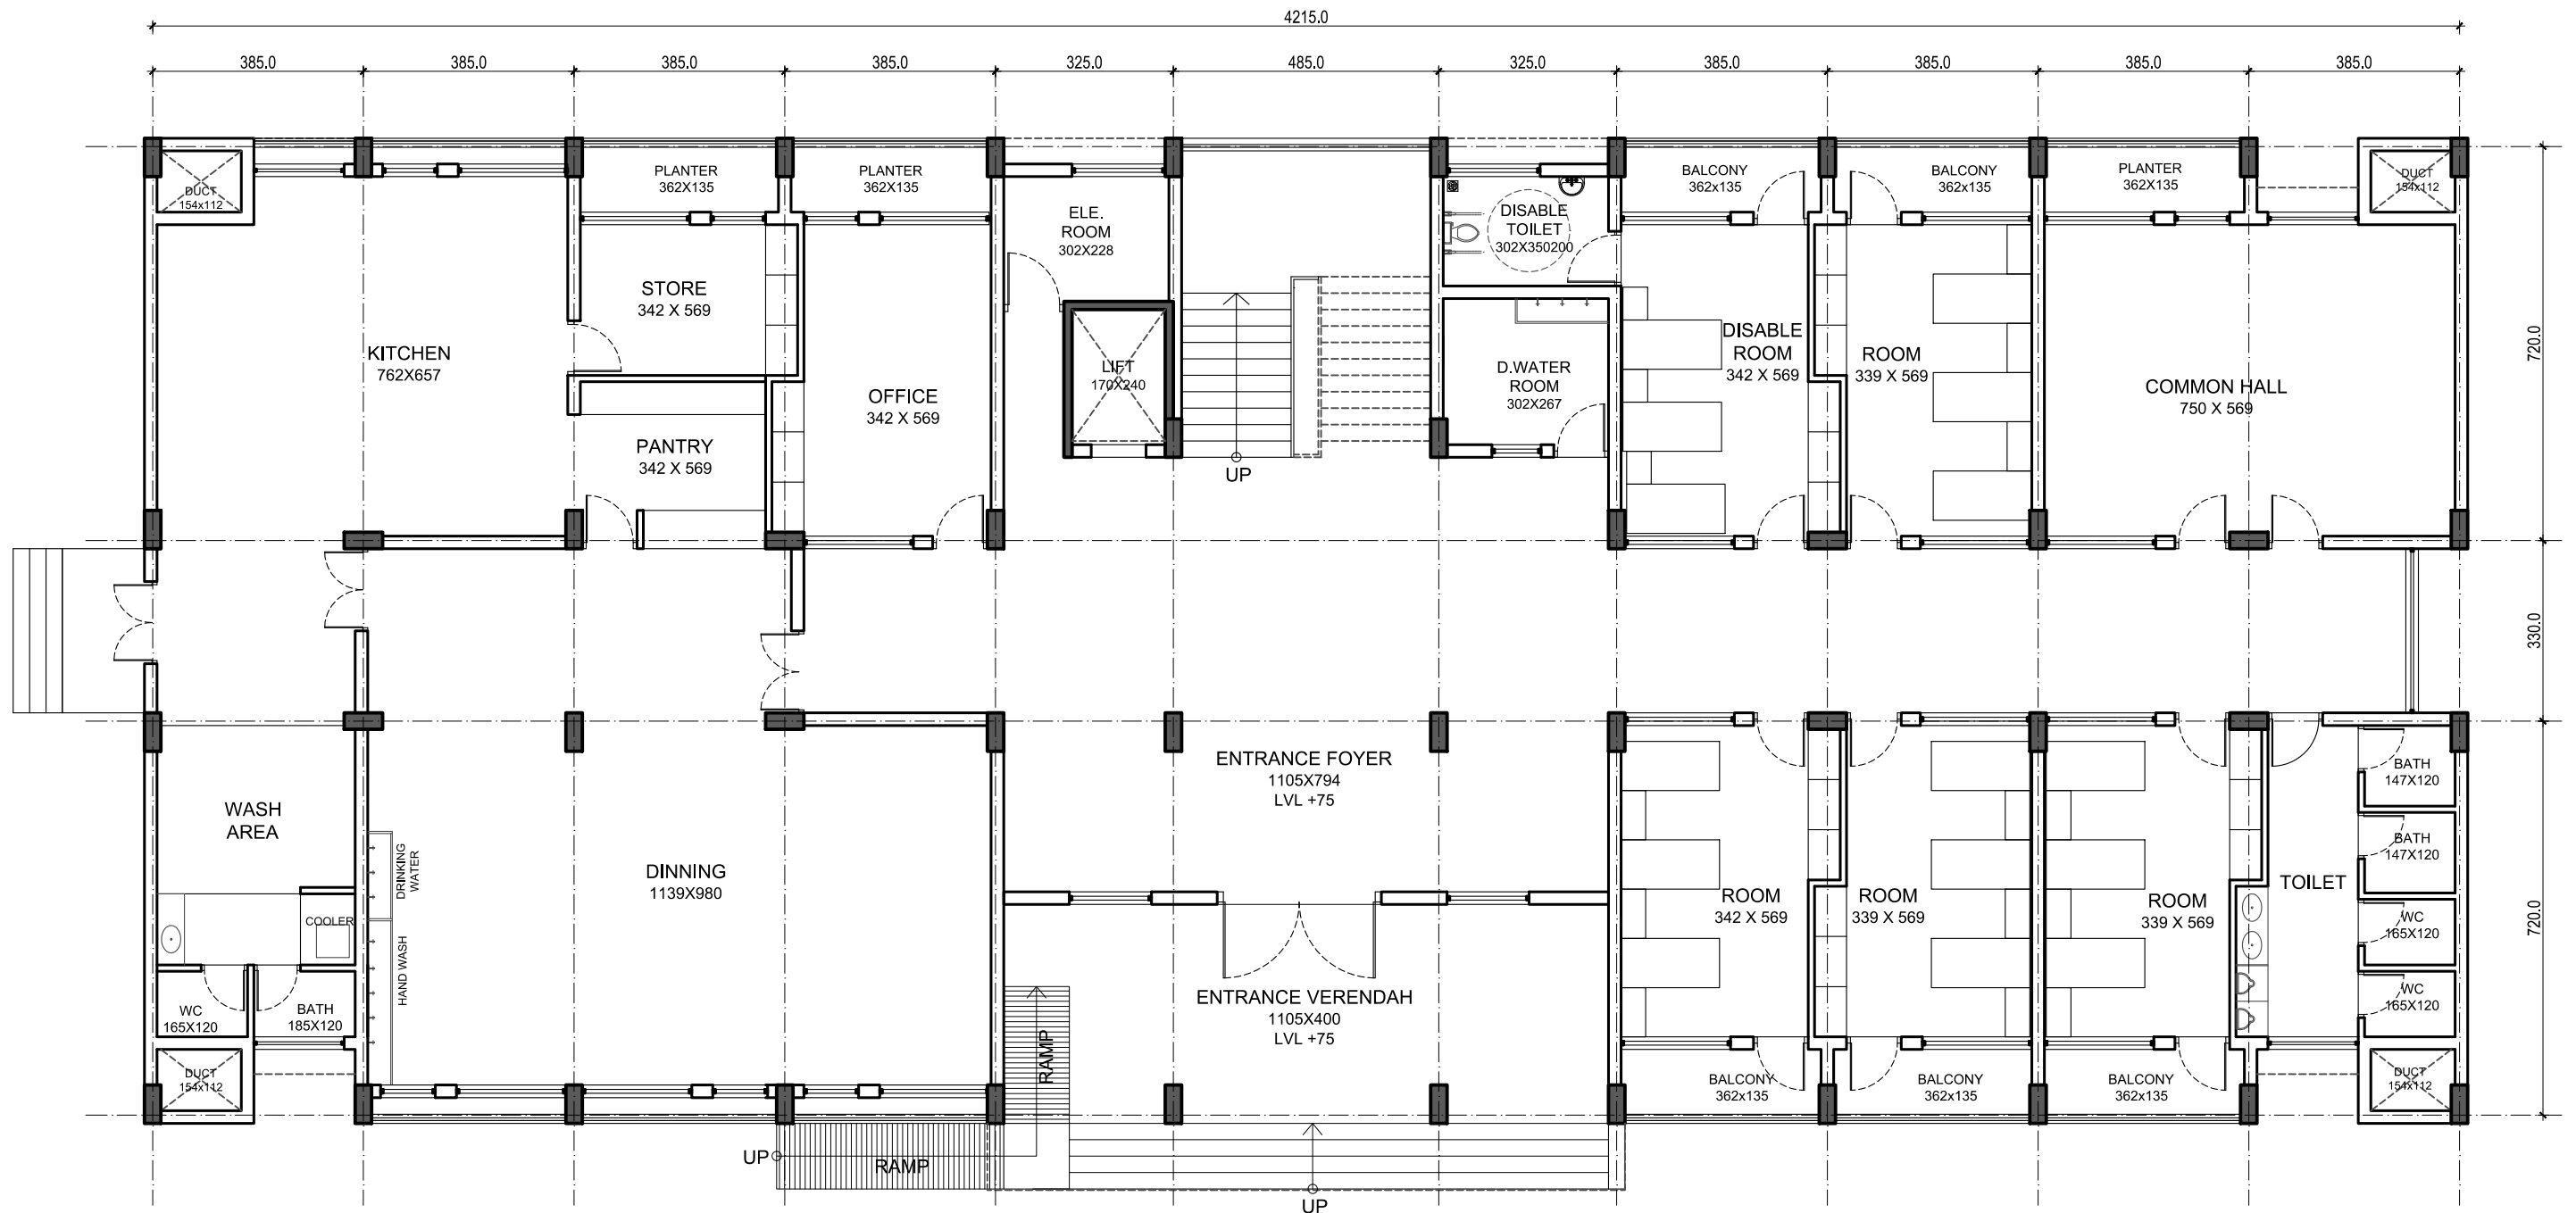 4215.0
385.0
385.0
385.0
385.0
325.0
485.0
325.0
385.0
385.0
385.0
385.0
DUCT
154x112
PLANTER
362X135
PLANTER
362X135
ELE.
ROOM
302X228
DISABLE
TOILET
302X350200
BALCONY
362x135
BALCONY
362x135
PLANTER
362X135
DUCT
154x112
STORE
342 X 569
KITCHEN
762X657
OFFICE
342 X 569
PANTRY
342 X 569
LIFT
170X240
UP
D.WATER
ROOM
302X267
DISABLE
ROOM
342 X 569
ROOM
339 X 569
COMMON HALL
750 X 569
720.0
330.0
720.0
WASH
AREA
DRINKING
WATER
HAND WASH
COOLER
WC
165X120
BATH
185X120
DUCT
154x112
DINNING
1139X980
ENTRANCE FOYER
1105X794
LVL +75
ENTRANCE VERENDAH
1105X400
LVL +75
RAMP
RAMP
UP
UP
ROOM
342 X 569
ROOM
339 X 569
ROOM
339 X 569
TOILET
BATH
147X120
BATH
147X120
WC
165X120
WC
165X120
BALCONY
362x135
BALCONY
362x135
BALCONY
362x135
DUCT
154x112